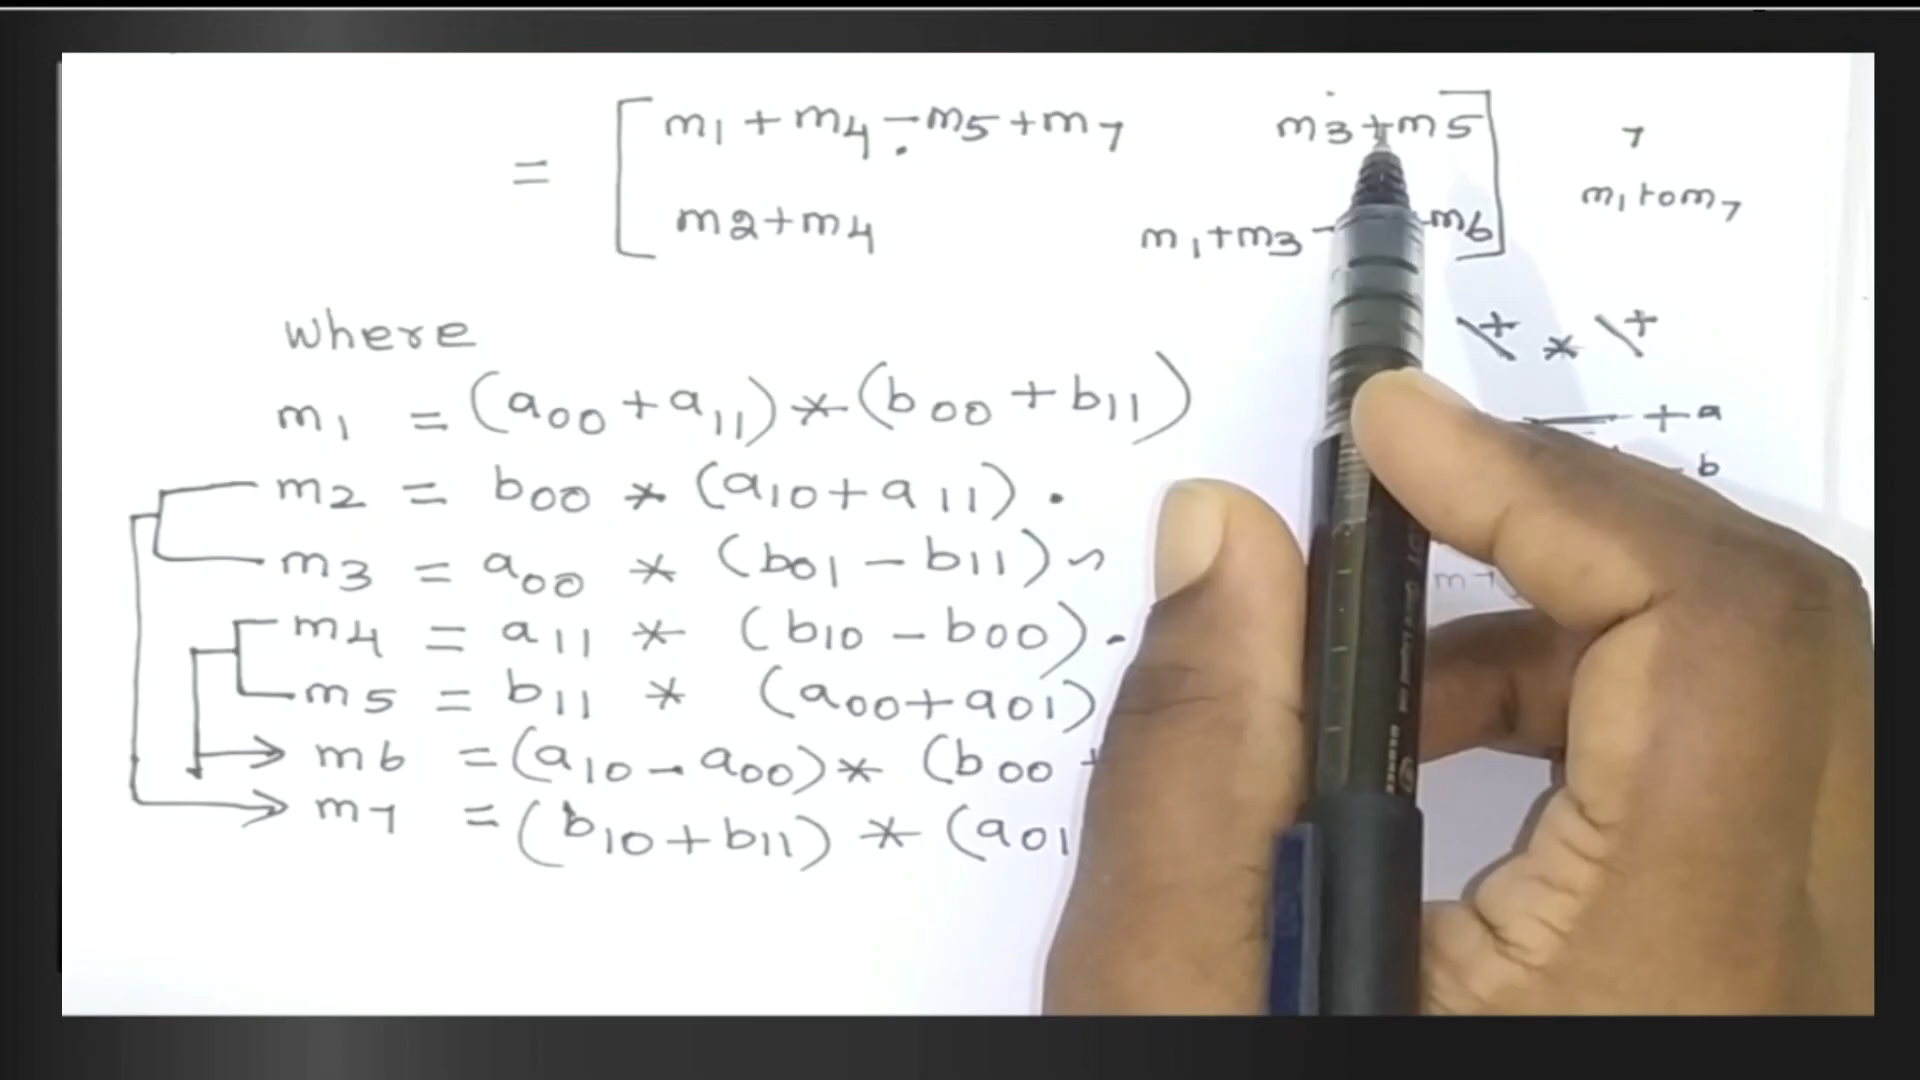 = [ m1 + m4 - m5 + m7    m3 + m5 ]
m2 + m4    m1 + m3 - m6
7
m1 to m7
where
+ * +
m1 = (a00 + a11) * (b00 + b11)
+ a
- b
m2 = b00 * (a10 + a11) .
m3 = a00 * (b01 - b11)
m4 = a11 * (b10 - b00) .
m5 = b11 * (a00 + a01)
m6 = (a10 - a00) * (b00 +
m7 = (b10 + b11) * (a01